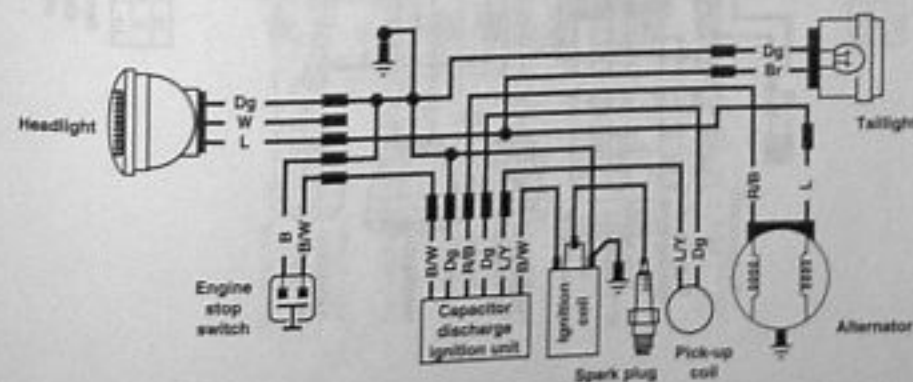 Dg
Br
Taillight
Headlight
Dg
W
L
R/B
L
B
B/W
B/W
Dg
R/B
Dg
L/Y
B/W
L/Y
Dg
Engine
stop
switch
Capacitor
discharge
ignition unit
Ignition
coil
Spark plug
Pick-up
coil
Alternator